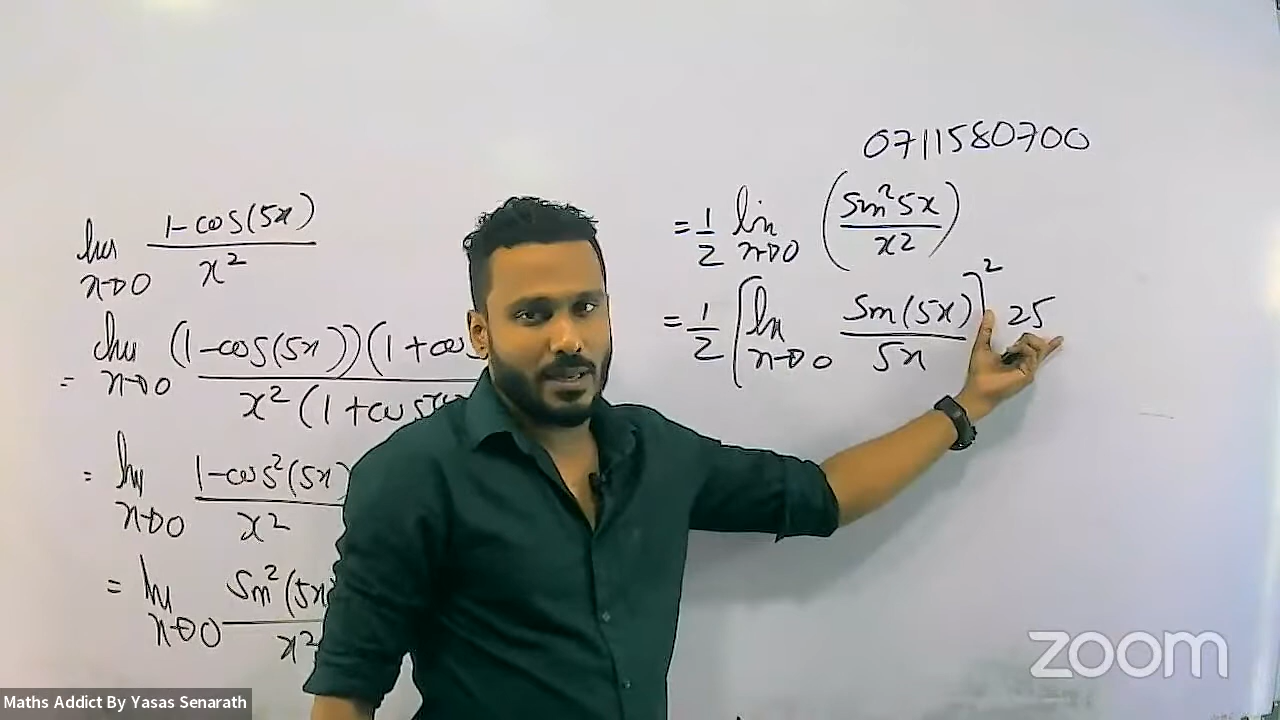 lim 1-cos(5x)
x→0 x²
= lim (1-cos(5x))(1+cos
x→0 x²(1+cos
= lim 1-cos²(5x)
x→0 x²
= lim sin²(5x
x→0 x²
0711580700
= 1/2 lim (sin²5x / x²)
x→0
= 1/2 [lim sin(5x) / 5x]² 25
x→0
zoom
Maths Addict By Yasas Senarath